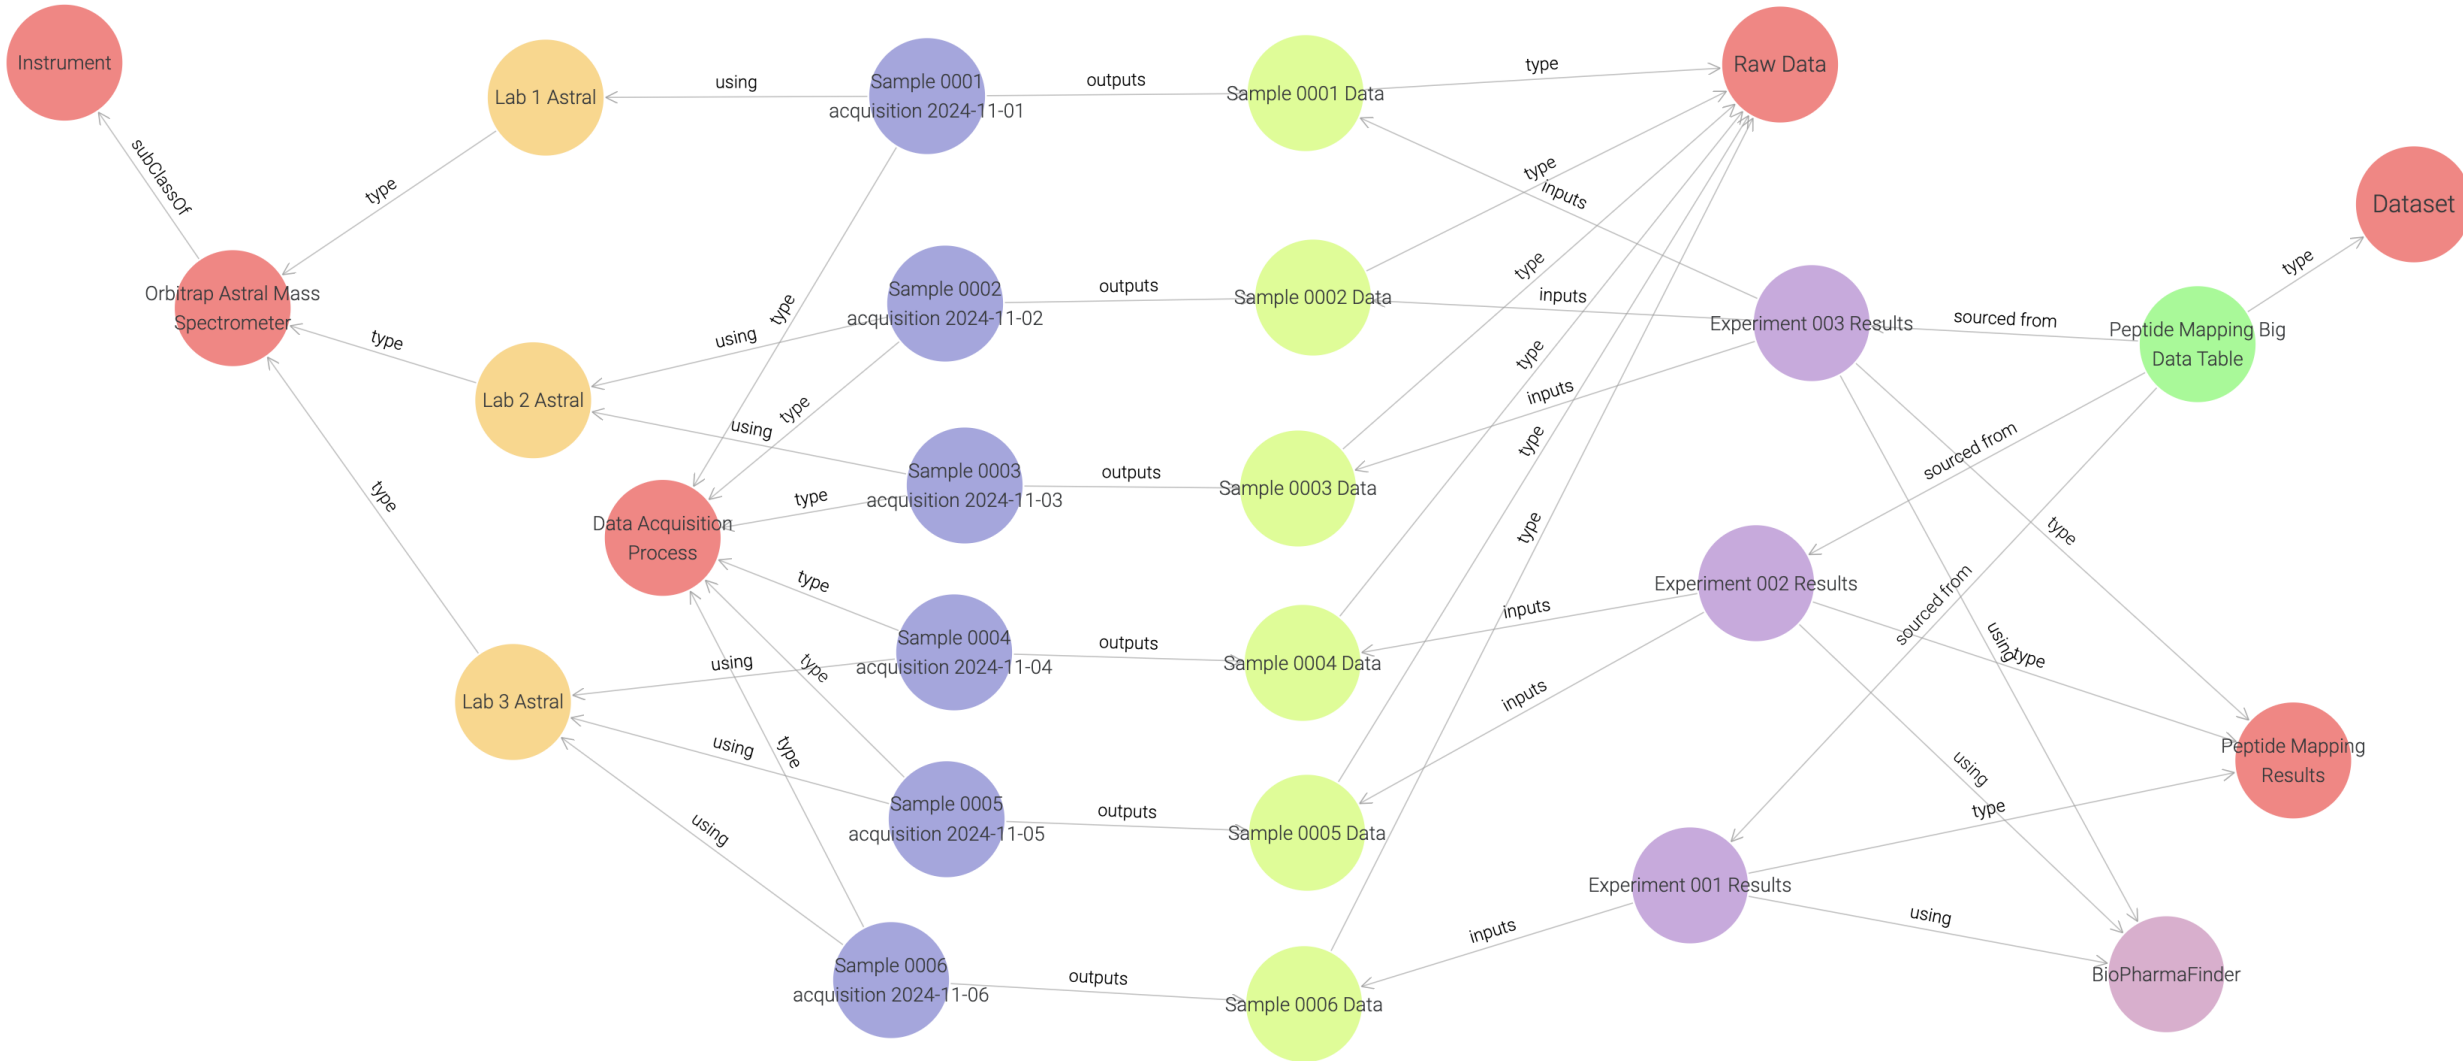 Instrument
Lab 1 Astral
using
Sample 0001
acquisition 2024-11-01
outputs
Sample 0001 Data
type
Raw Data
subClassOf
type
type
inputs
Dataset
type
Orbitrap Astral Mass
Spectrometer
type
Lab 2 Astral
using
type
Sample 0002
acquisition 2024-11-02
outputs
Sample 0002 Data
type
inputs
Experiment 003 Results
sourced from
Peptide Mapping Big
Data Table
type
using
type
inputs
type
sourced from
Sample 0003
acquisition 2024-11-03
outputs
Sample 0003 Data
type
type
Data Acquisition
Process
type
type
type
Experiment 002 Results
sourced from
inputs
using
type
Sample 0004
acquisition 2024-11-04
outputs
Sample 0004 Data
using
type
Lab 3 Astral
inputs
using
type
using
Peptide Mapping
Results
Sample 0005
acquisition 2024-11-05
outputs
Sample 0005 Data
type
using
Experiment 001 Results
using
inputs
Sample 0006
acquisition 2024-11-06
outputs
Sample 0006 Data
BioPharmaFinder